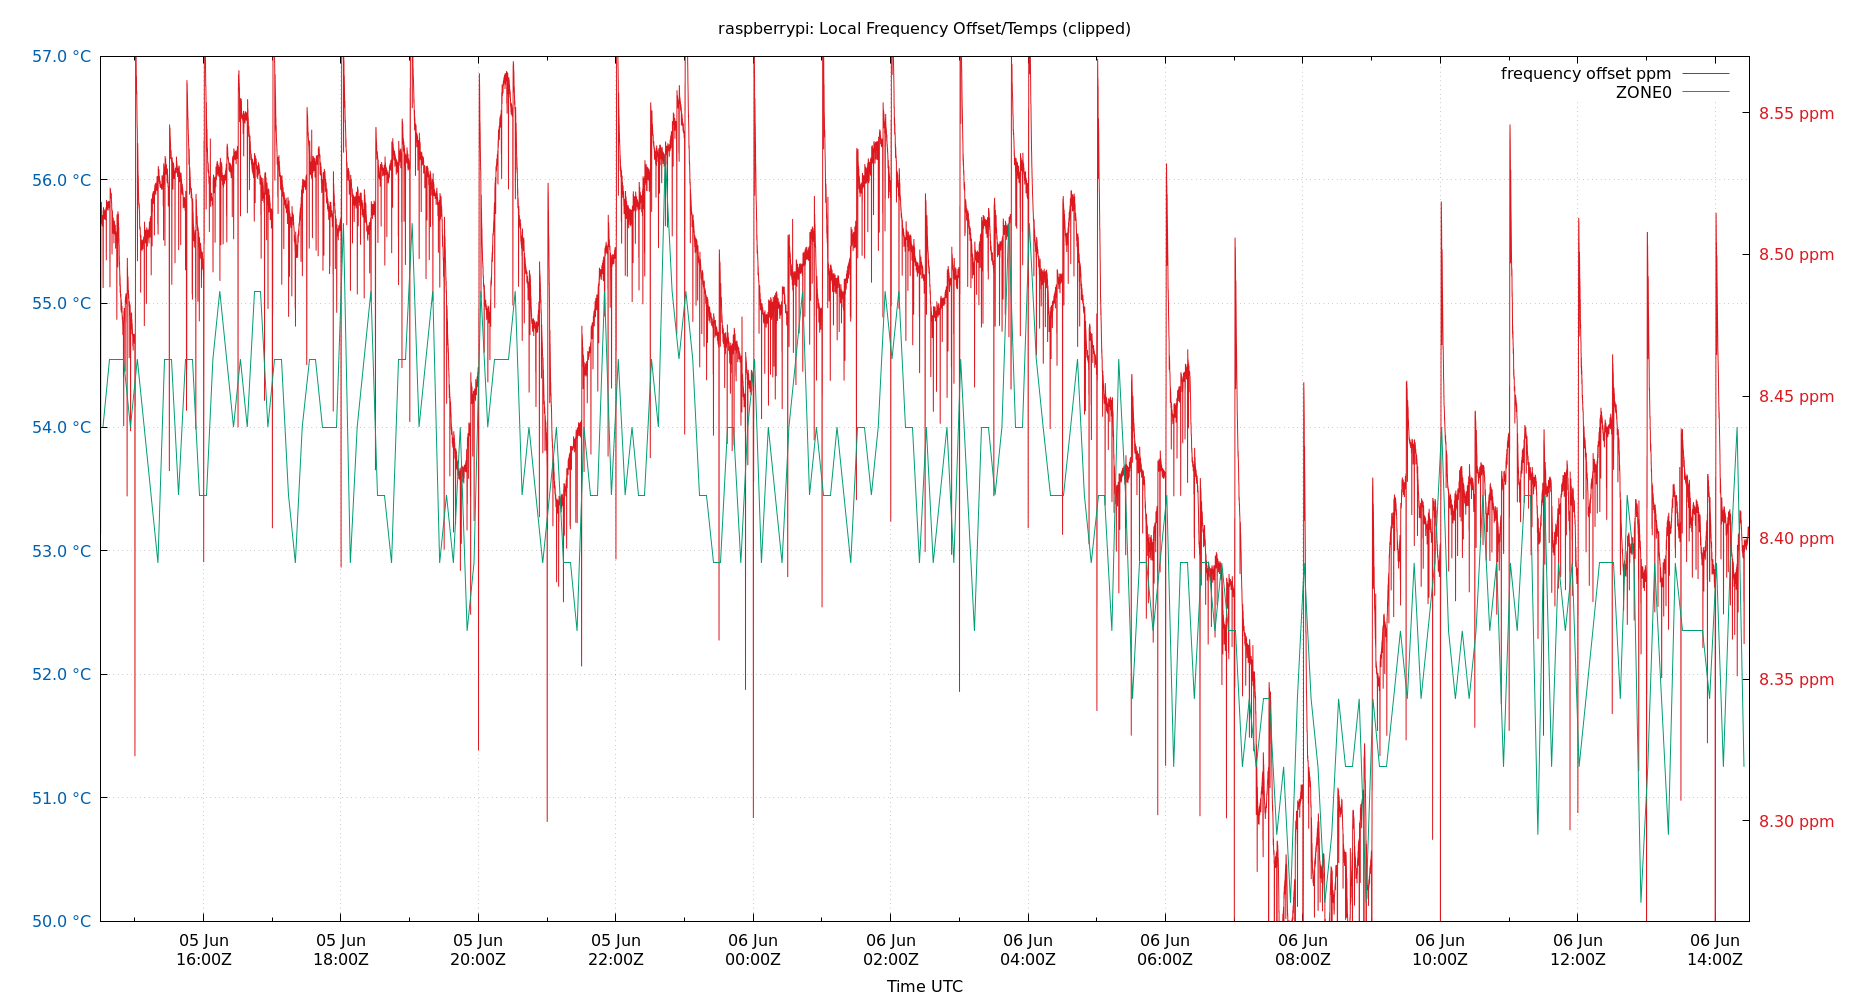 raspberrypi: Local Frequency Offset/Temps (clipped)
57.0 °C
56.0 °C
55.0 °C
54.0 °C
53.0 °C
52.0 °C
51.0 °C
50.0 °C
frequency offset ppm
ZONE0
8.55 ppm
8.50 ppm
8.45 ppm
8.40 ppm
8.35 ppm
8.30 ppm
05 Jun
16:00Z
05 Jun
18:00Z
05 Jun
20:00Z
05 Jun
22:00Z
06 Jun
00:00Z
06 Jun
02:00Z
06 Jun
04:00Z
06 Jun
06:00Z
06 Jun
08:00Z
06 Jun
10:00Z
06 Jun
12:00Z
06 Jun
14:00Z
Time UTC